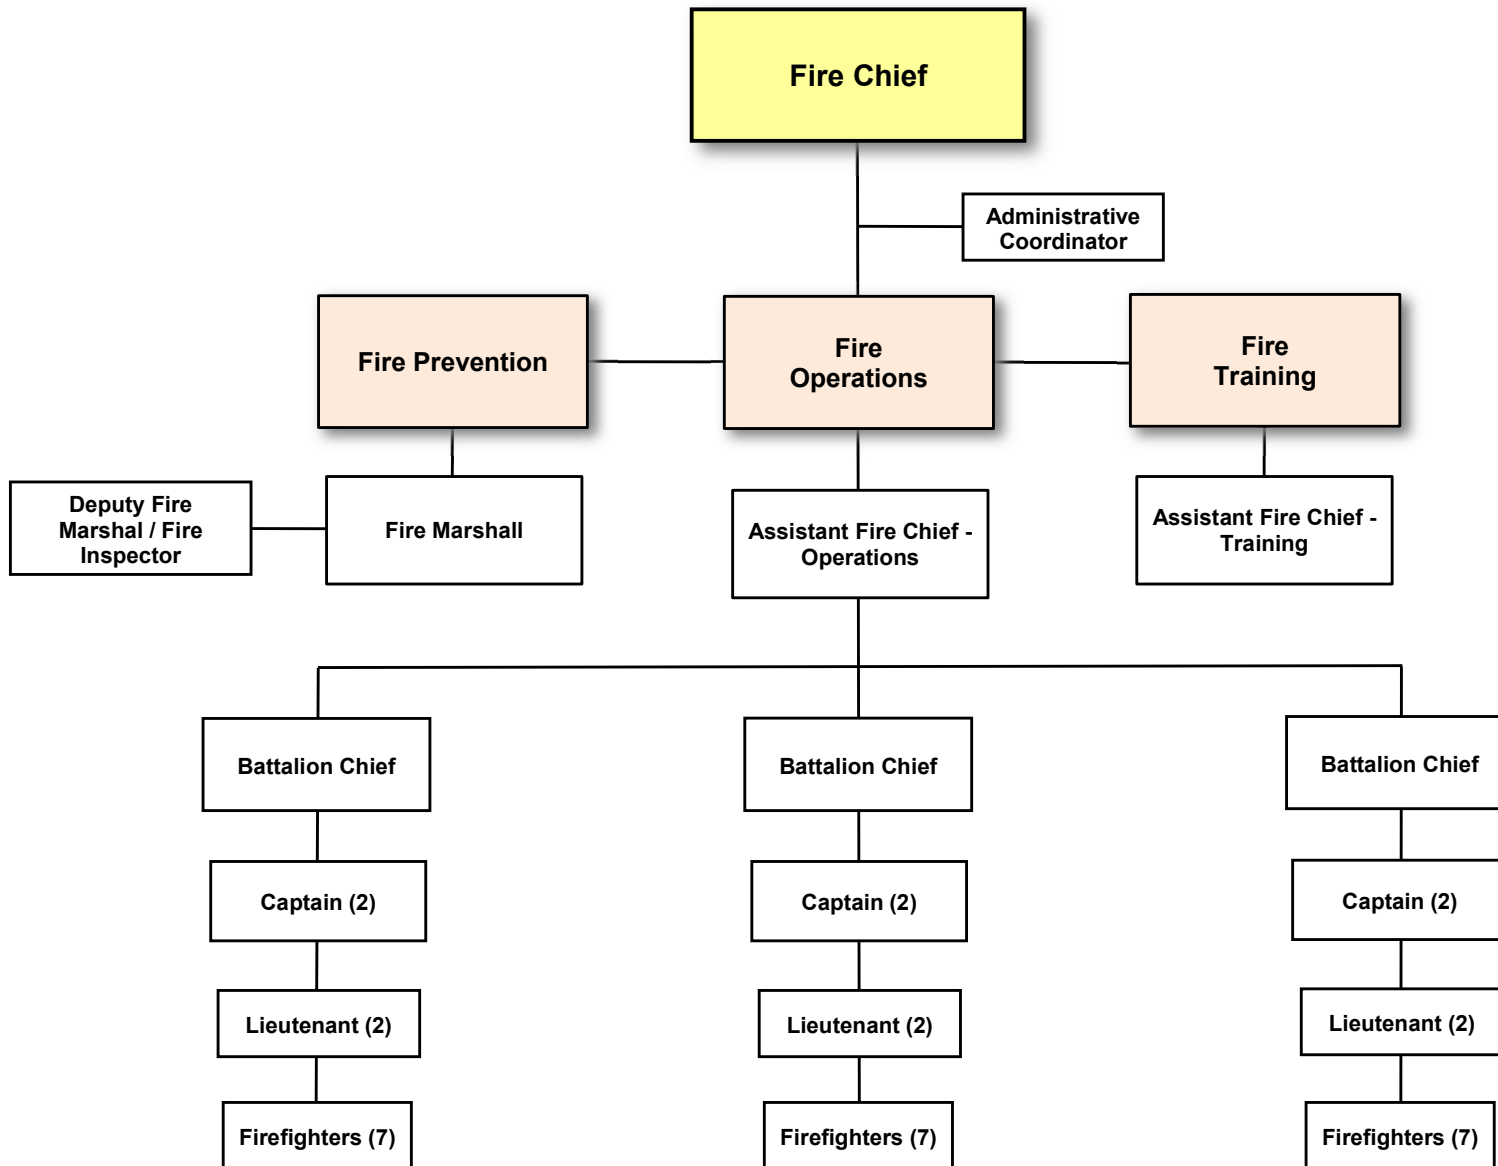 Fire Chief
Administrative
Coordinator
Fire Prevention
Fire
Operations
Fire
Training
Deputy Fire
Marshal / Fire
Inspector
Fire Marshall
Assistant Fire Chief -
Operations
Assistant Fire Chief -
Training
Battalion Chief
Battalion Chief
Battalion Chief
Captain (2)
Captain (2)
Captain (2)
Lieutenant (2)
Lieutenant (2)
Lieutenant (2)
Firefighters (7)
Firefighters (7)
Firefighters (7)